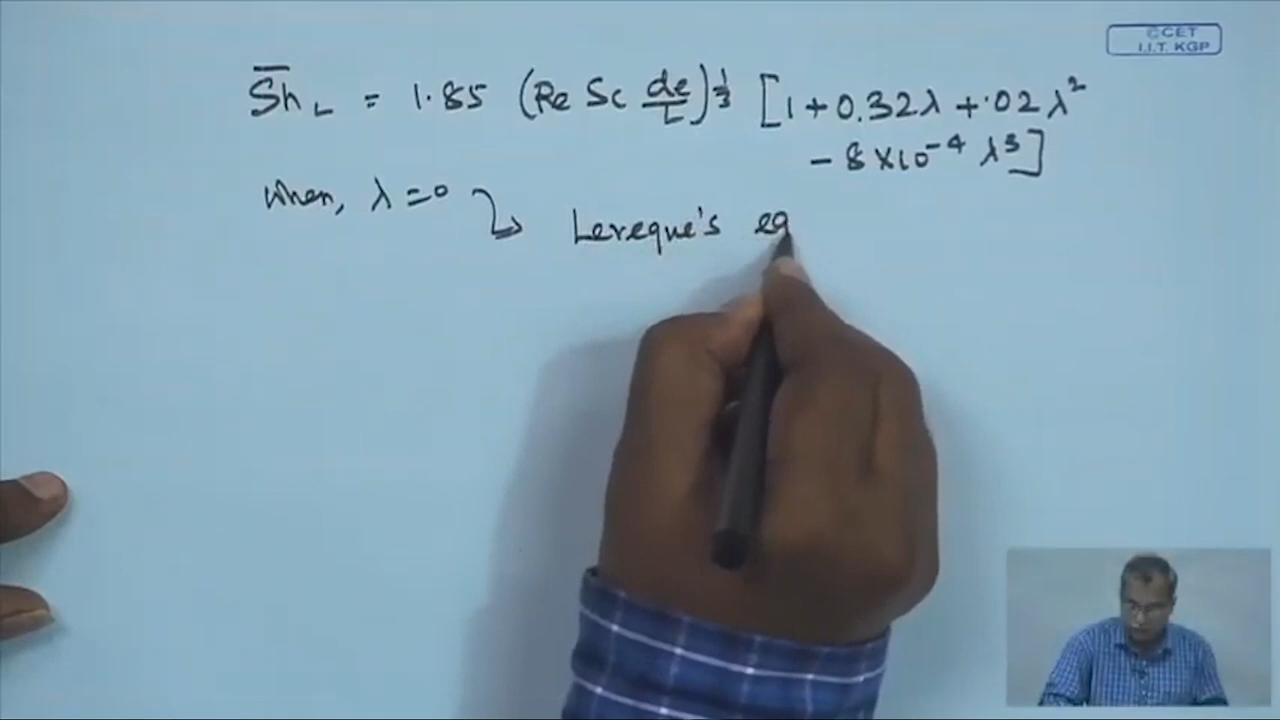 ©CET
I.I.T. KGP
S̅h̅ L = 1.85 (Re Sc de/L)^1/3 [1+0.32λ+.02λ²
- 8×10⁻⁴ λ³]
when, λ=0 Leveque's eq